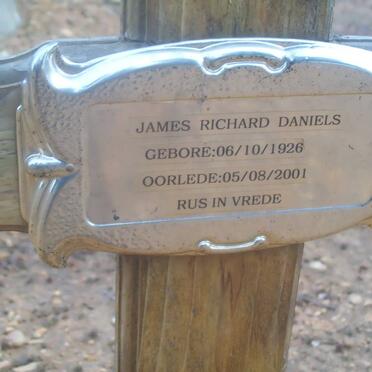 JAMES RICHARD DANIELS
GEBORE:06/10/1926
OORLEDE:05/08/2001
RUS IN VREDE